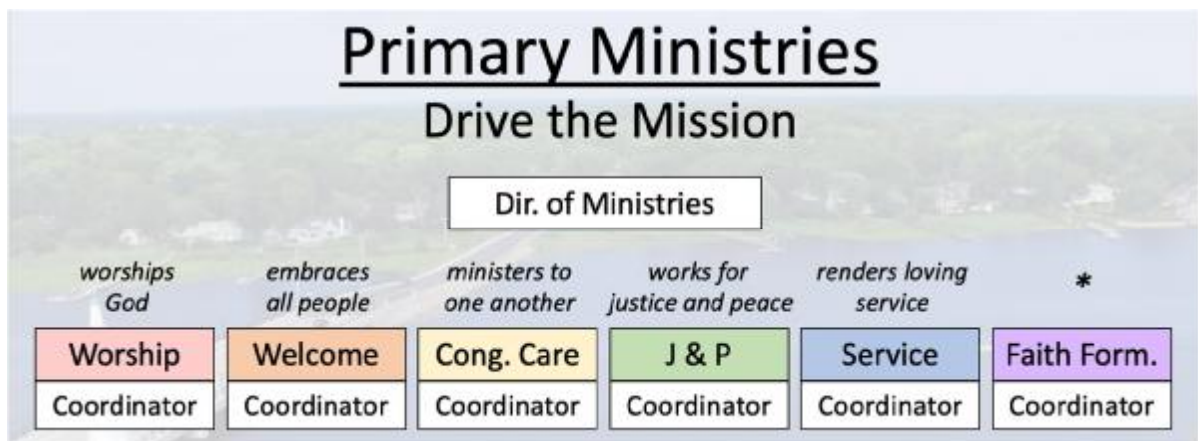 Primary Ministries
Drive the Mission
Dir. of Ministries
worships
God
embraces
all people
ministers to
one another
works for
justice and peace
renders loving
service
*
Worship
Welcome
Cong. Care
J & P
Service
Faith Form.
Coordinator
Coordinator
Coordinator
Coordinator
Coordinator
Coordinator